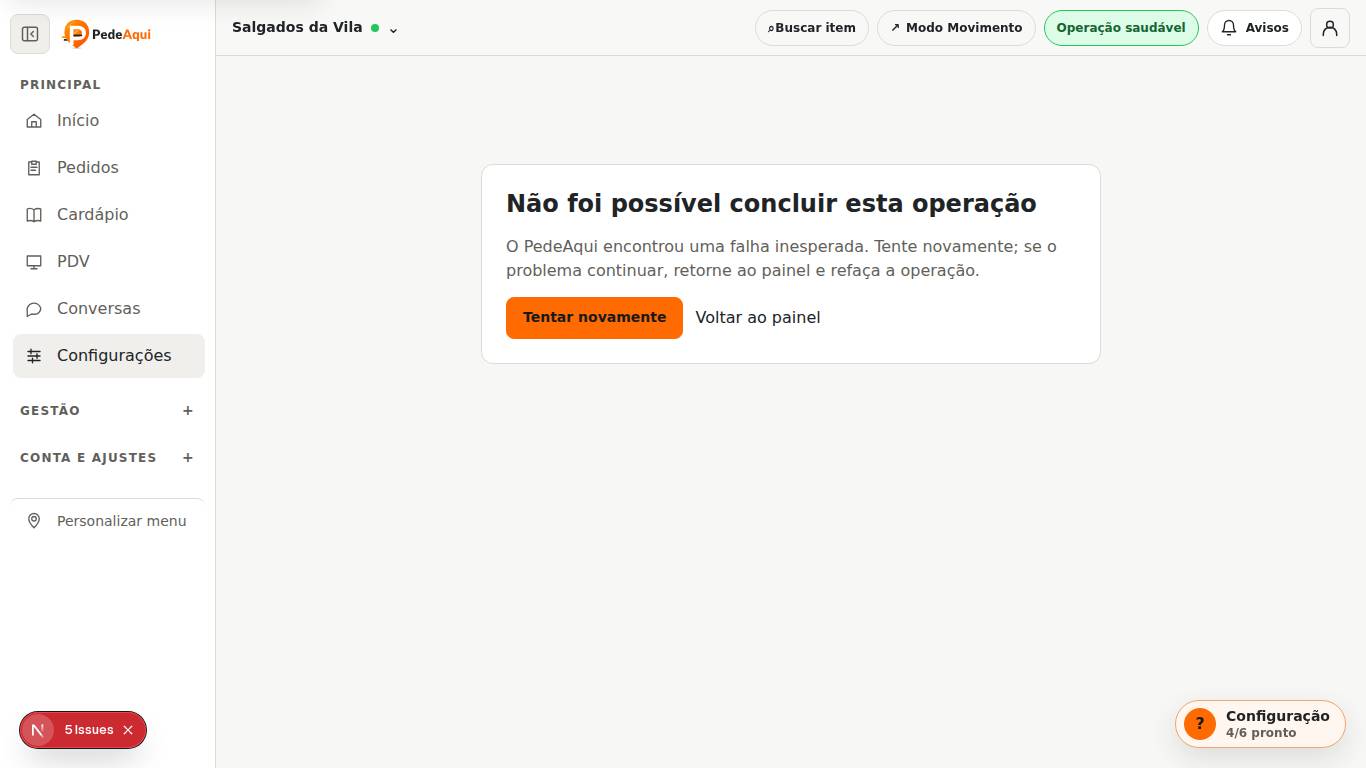 PedeAqui
Salgados da Vila
Buscar item
Modo Movimento
Operação saudável
Avisos
PRINCIPAL
Início
Pedidos
Cardápio
PDV
Conversas
Configurações
GESTÃO +
CONTA E AJUSTES +
Personalizar menu
Não foi possível concluir esta operação
O PedeAqui encontrou uma falha inesperada. Tente novamente; se o
problema continuar, retorne ao painel e refaça a operação.
Tentar novamente
Voltar ao painel
N 5 Issues
? Configuração
4/6 pronto